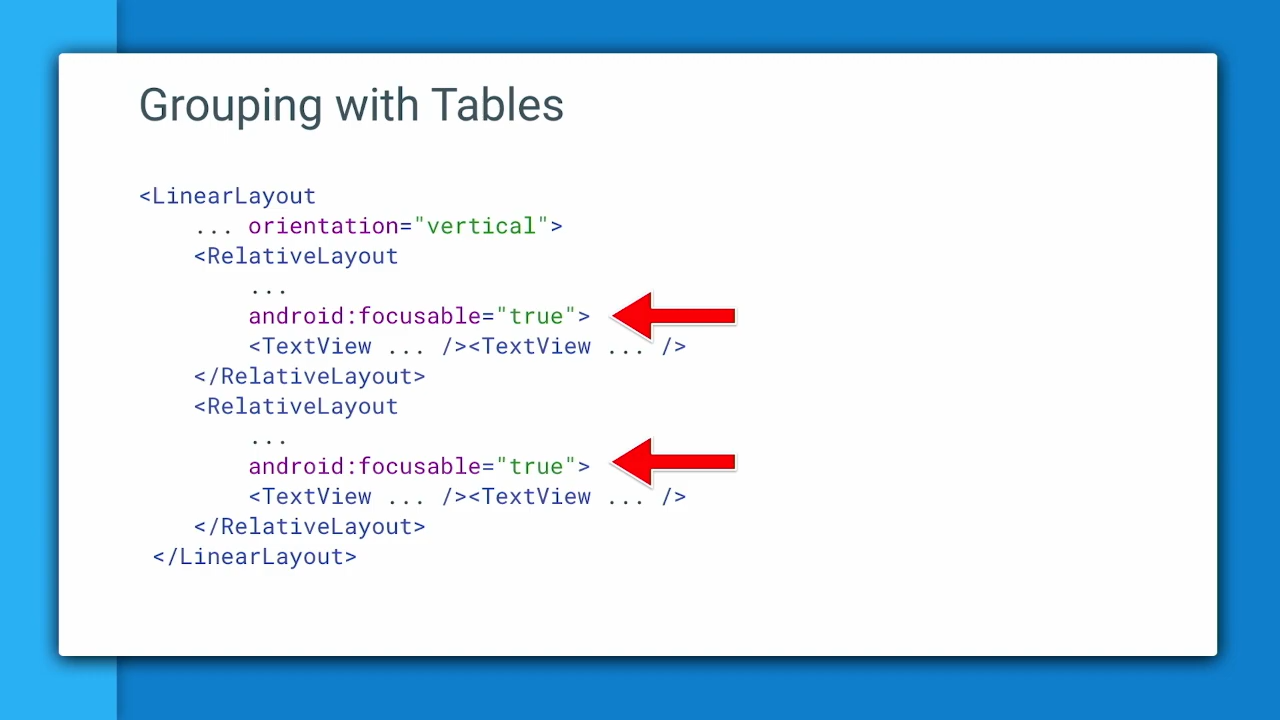 Grouping with Tables
<LinearLayout
... orientation="vertical">
<RelativeLayout
...
android:focusable="true">
<TextView ... /><TextView ... />
</RelativeLayout>
<RelativeLayout
...
android:focusable="true">
<TextView ... /><TextView ... />
</RelativeLayout>
</LinearLayout>